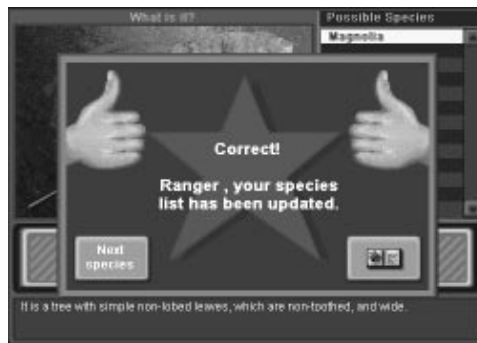 What is it?
Possible Species
Magnolia
Correct!
Ranger , your species
list has been updated.
Next
species
It is a tree with simple non-lobed leaves, which are non-toothed, and wide.